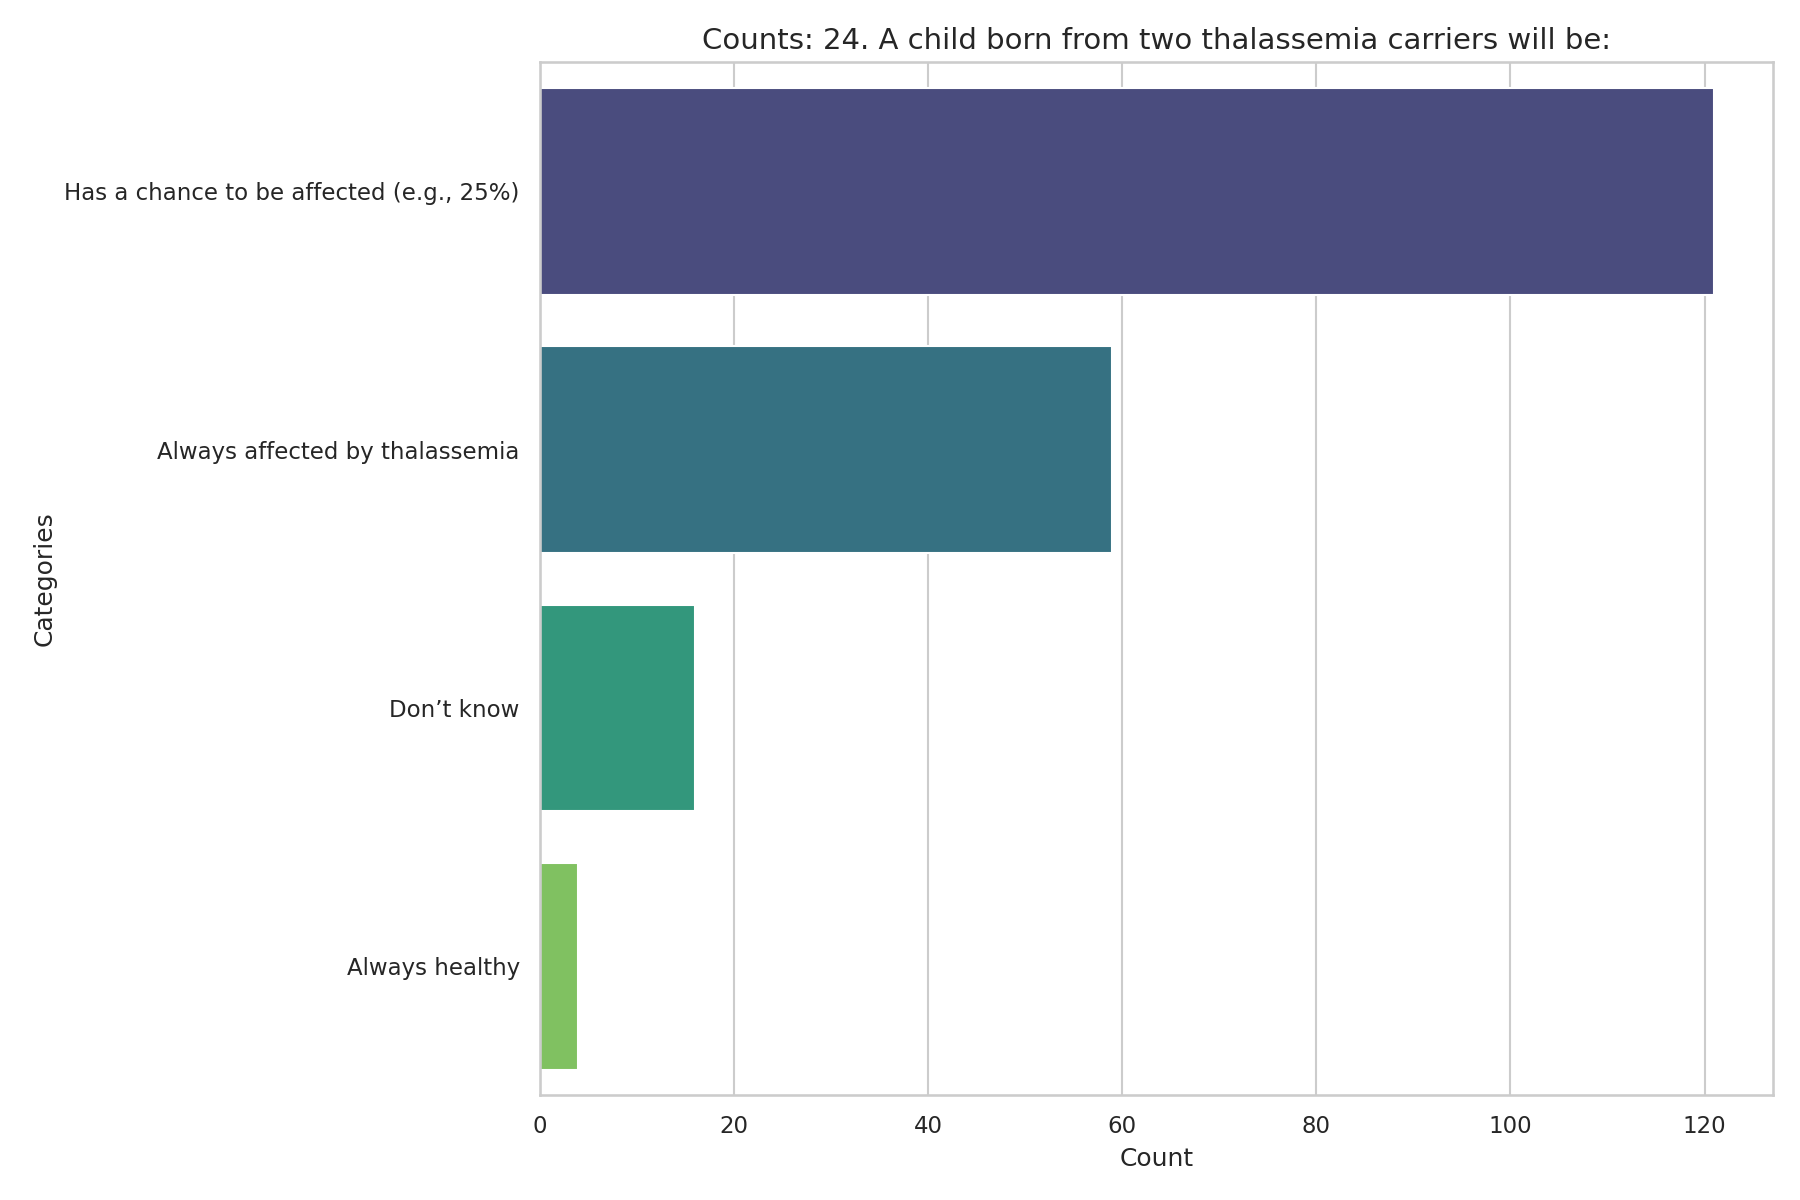 Counts: 24. A child born from two thalassemia carriers will be:
Has a chance to be affected (e.g., 25%)
Always affected by thalassemia
Don’t know
Always healthy
Categories
0 20 40 60 80 100 120
Count